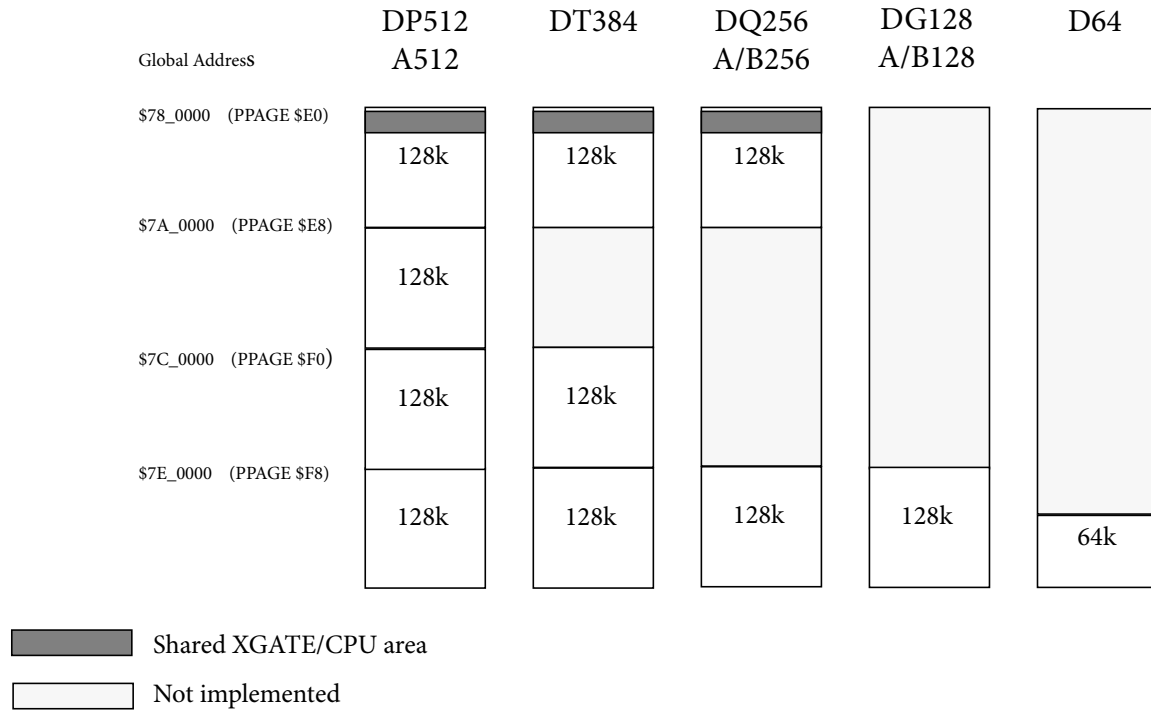 DP512 DT384 DQ256 DG128 D64
Global Address A512 A/B256 A/B128
$78_0000 (PPAGE $E0)
128k 128k 128k
$7A_0000 (PPAGE $E8)
128k
$7C_0000 (PPAGE $F0)
128k 128k
$7E_0000 (PPAGE $F8)
128k 128k 128k 128k
64k
Shared XGATE/CPU area
Not implemented